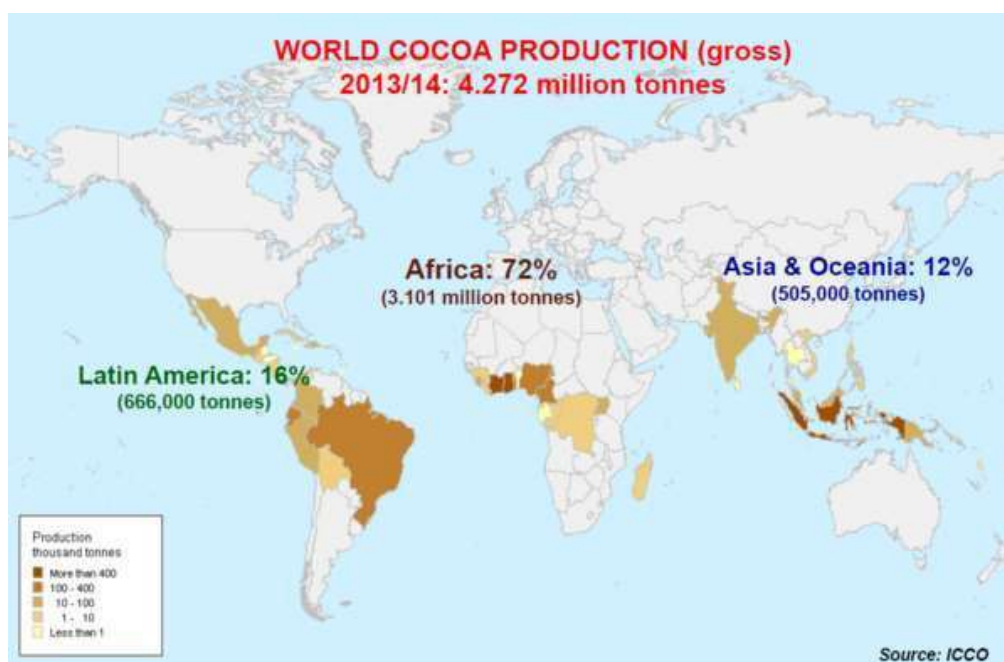 WORLD COCOA PRODUCTION (gross)
2013/14: 4.272 million tonnes
Africa: 72%
(3.101 million tonnes)
Asia & Oceania: 12%
(505,000 tonnes)
Latin America: 16%
(666,000 tonnes)
Production
thousand tonnes
More than 400
100 - 400
10 - 100
1 - 10
Less than 1
Source: ICCO